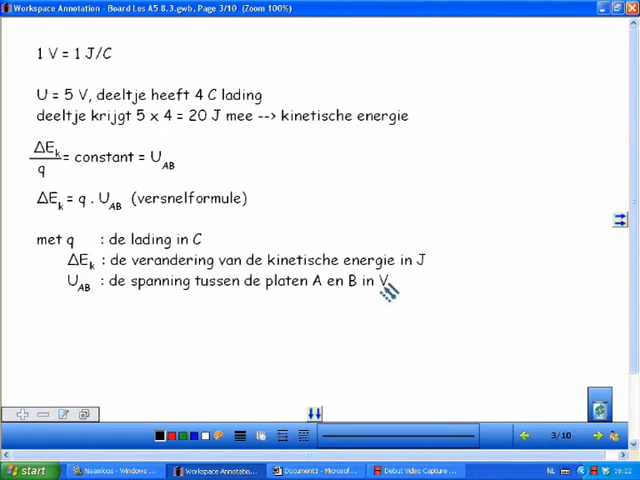 Workspace Annotation - Board Les A5 8.3.gwb, Page 3/10 (Zoom 100%)
1 V = 1 J/C
U = 5 V, deeltje heeft 4 C lading
deeltje krijgt 5 x 4 = 20 J mee --> kinetische energie
ΔEk
q
= constant = UAB
ΔEk = q . UAB (versnelformule)
met q : de lading in C
ΔEk : de verandering van de kinetische energie in J
UAB : de spanning tussen de platen A en B in V
3/10
start
Naamloos - Windows ...
Workspace Annotation...
Document1 - Microsof...
Debut Video Capture ...
NL
16:22